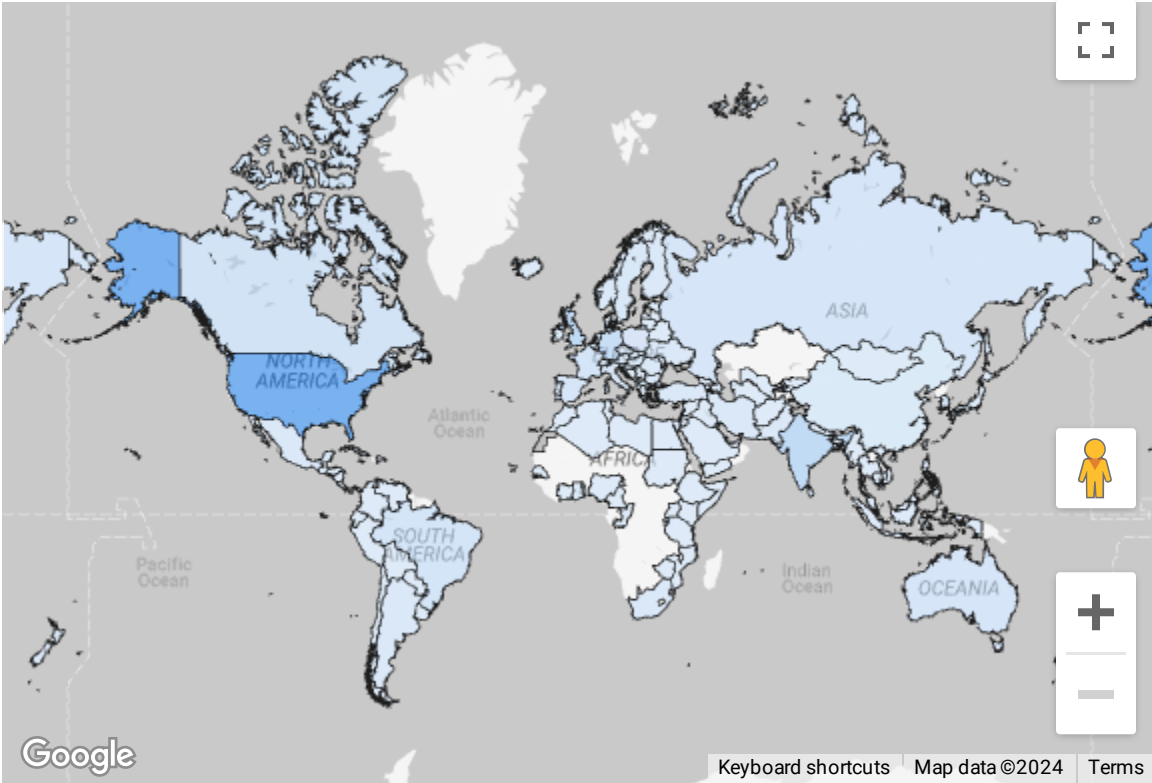 ASIA
NORTH
AMERICA
Atlantic
Ocean
AFRICA
SOUTH
AMERICA
Pacific
Ocean
Indian
Ocean
OCEANIA
Google
Keyboard shortcuts
Map data ©2024
Terms